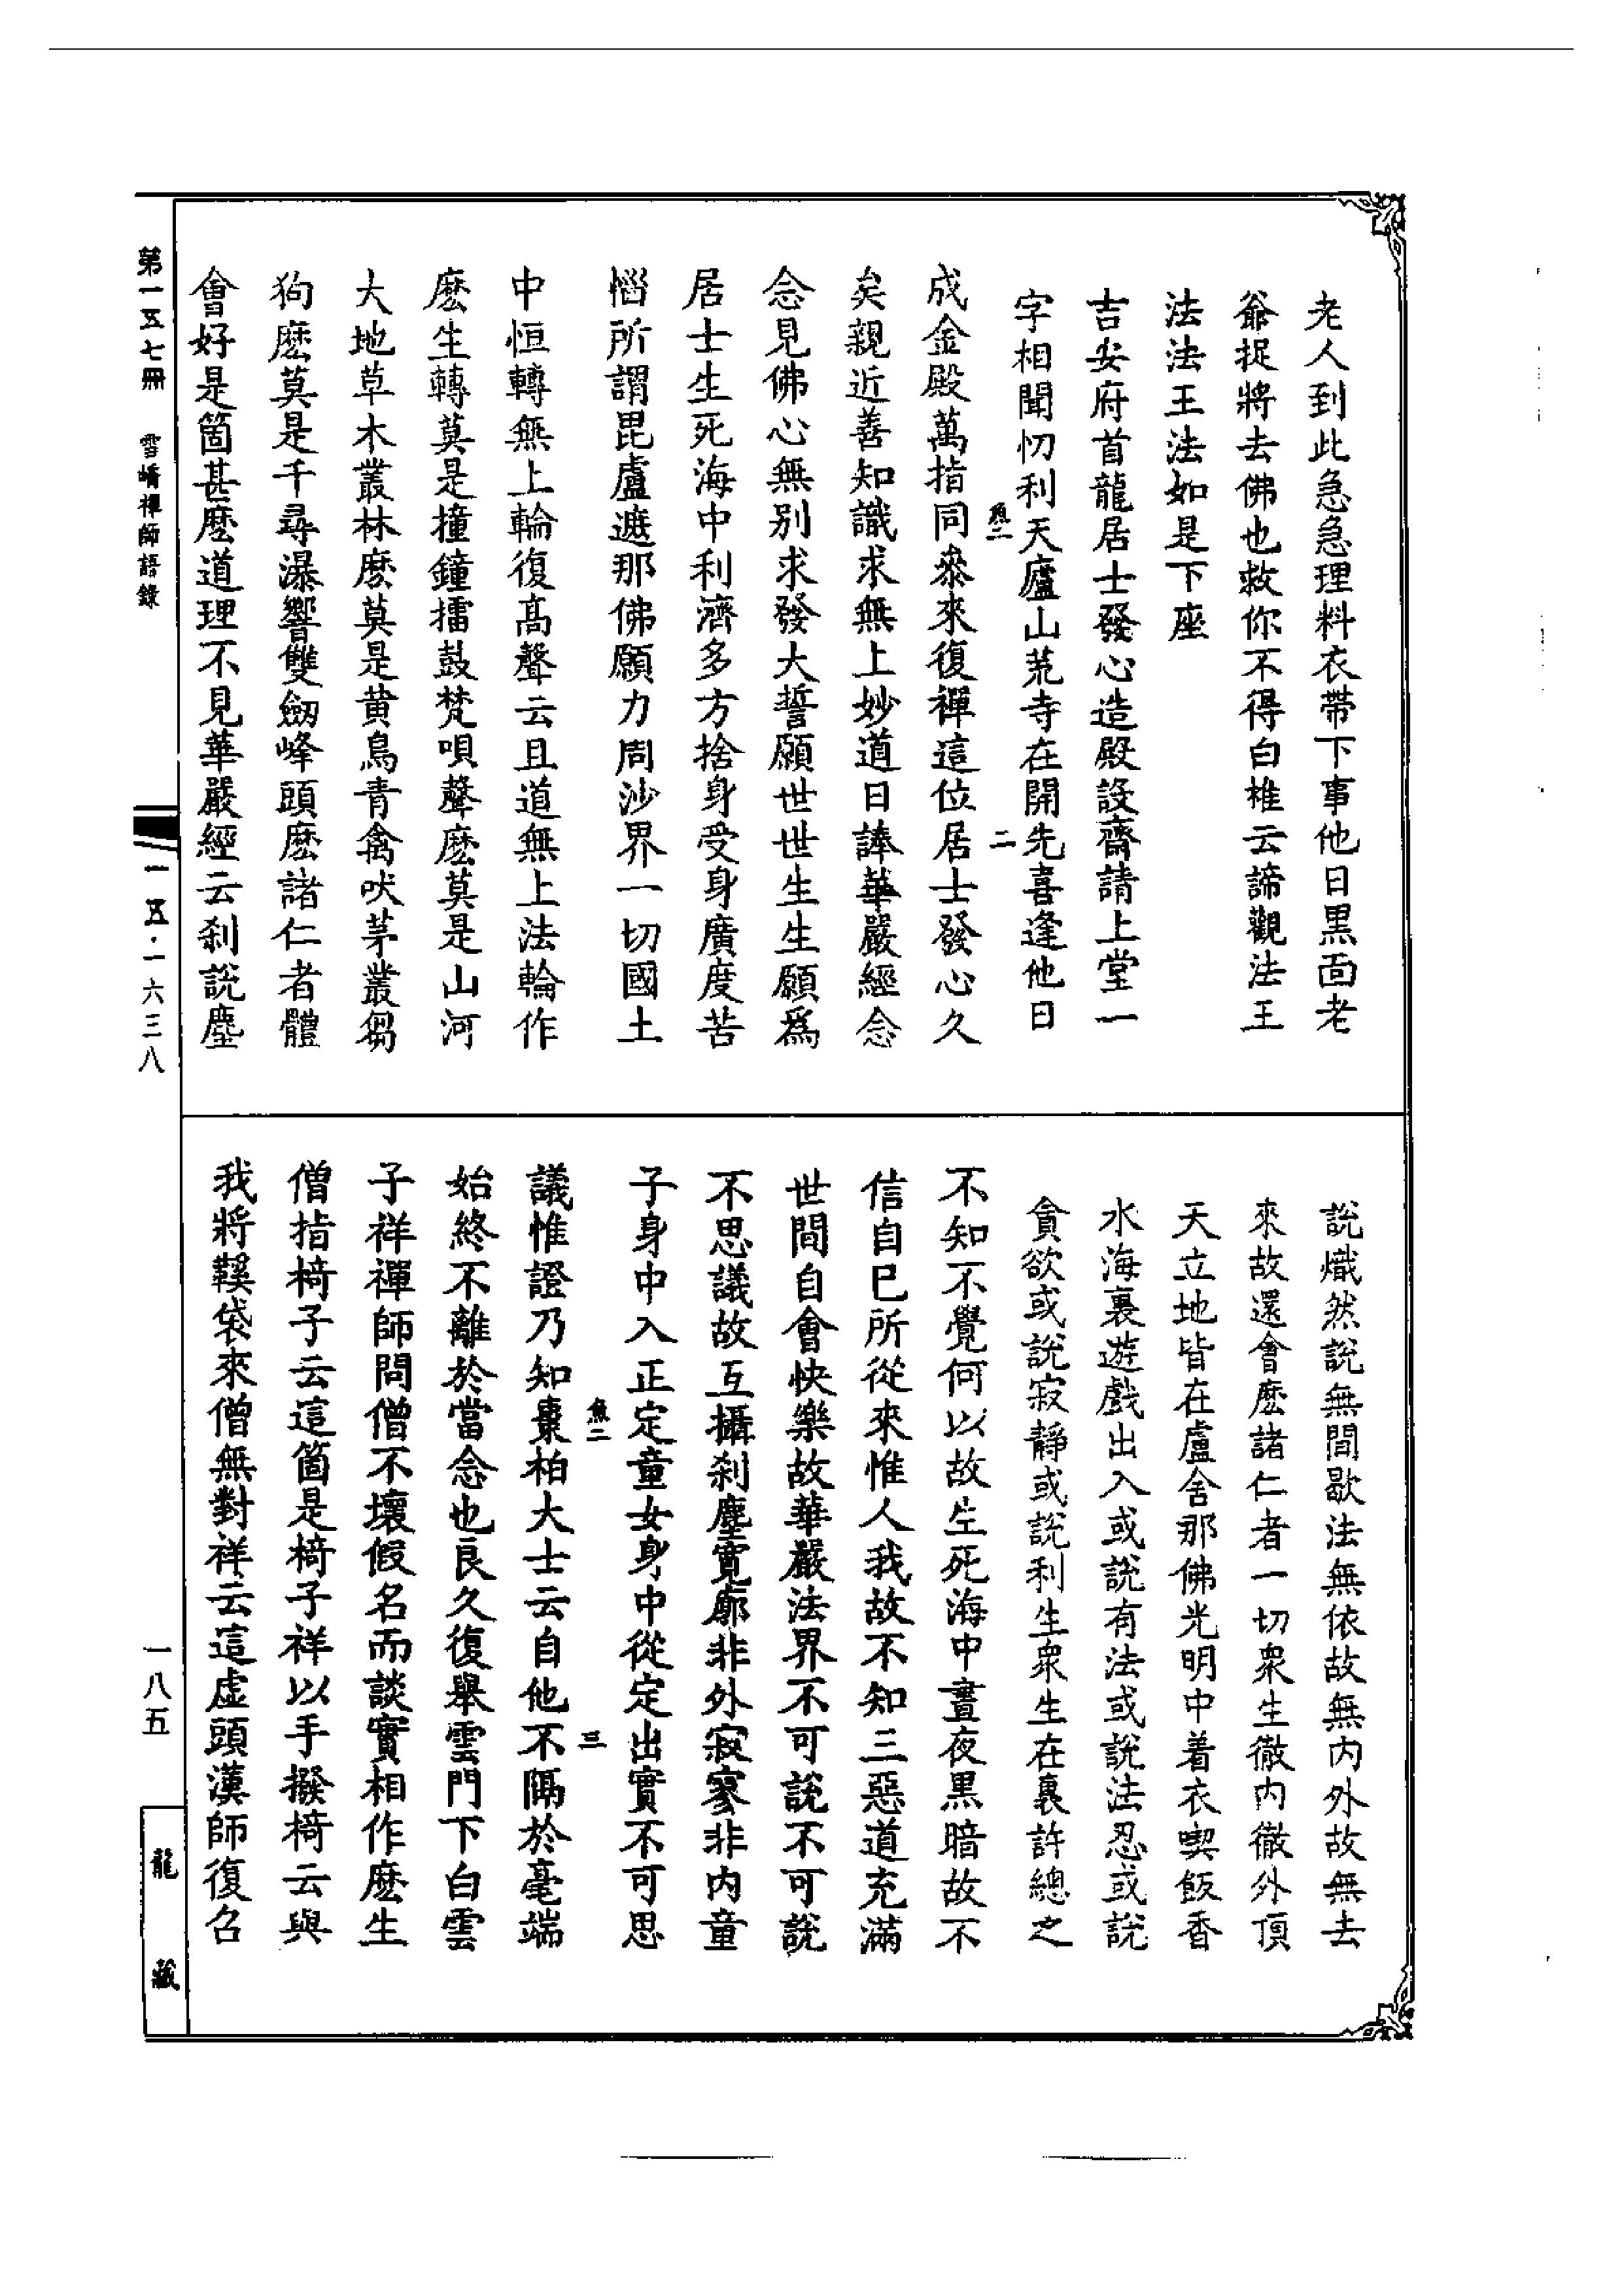 老人到此急急理料衣帶下事他日黑面老
爺捉將去佛也救你不得白椎云諦觀法王
法法王法如是下座
吉安府首龍居士發心造殿設齋請上堂一
字相聞忉利天廬山荒寺在開先喜逢他日
魚二
二
成金殿萬指同叅來復禪這位居士發心久
矣親近善知識求無上妙道日誦華嚴經念
念見佛心無別求發大誓願世世生生願為
居士生死海中利濟多方捨身受身廣度苦
惱所謂毘盧遮那佛願力周沙界一切國土
中恒轉無上輪復高聲云且道無上法輪作
麽生轉莫是撞鐘擂鼓梵唄聲麽莫是山河
大地草木叢林麽莫是黄鳥青禽吠茅叢芻
狗麽莫是千尋瀑響雙劔峰頭麽諸仁者體
會好是箇甚麽道理不見華嚴經云刹說塵
說熾然說無間歇法無依故無内外故無去
來故還會麽諸仁者一切衆生徹内徹外頂
天立地皆在盧舍那佛光明中着衣喫飯香
水海裏遊戲出入或說有法或說法忍或說
貪欲或說寂靜或說利生衆生在裏許總之
不知不覺何以故生死海中晝夜黑暗故不
信自巳所從來惟人我故不知三惡道充滿
世間自會快樂故華嚴法界不可說不可說
不思議故互攝刹塵寛廓非外寂寥非内童
子身中入正定童女身中從定出實不可思
魚二
三
議惟證乃知棗柏大士云自他不隔於毫端
始終不離於當念也良久復舉雲門下白雲
子祥禪師問僧不壞假名而談實相作麽生
僧指椅子云這箇是椅子祥以手撥椅云與
我將鞋袋來僧無對祥云這虛頭漢師復召
第一五七冊 雪嶠禪師語錄
一五·一六三八
一八五
龍藏